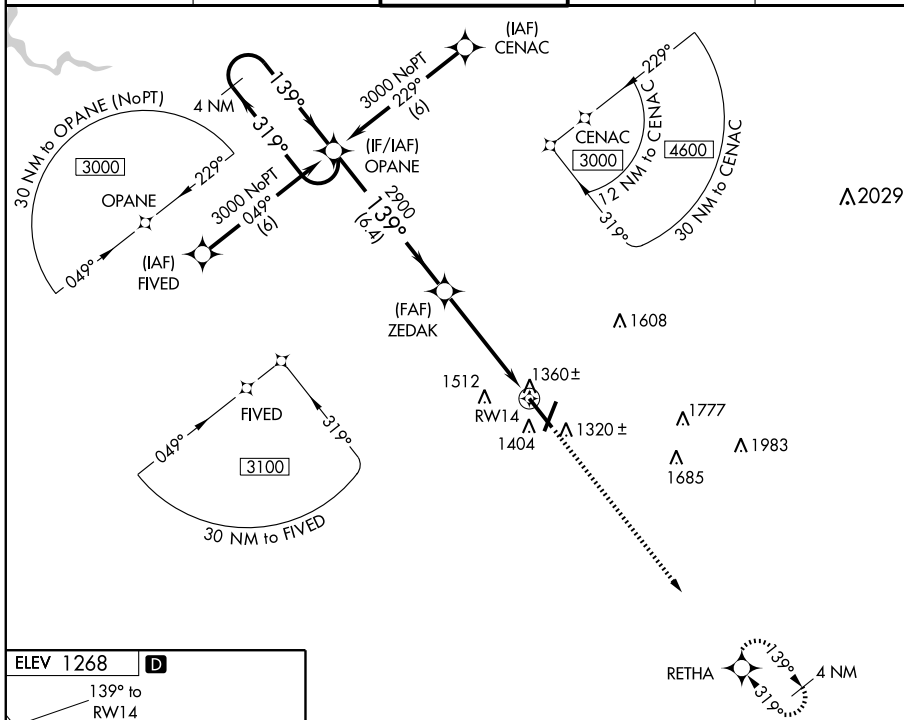 (IAF)
CENAC
3000 NoPT
229°
(6)
139°
4 NM
319°
(IF/IAF)
OPANE
3000 NoPT
049°
(6)
(IAF)
FIVED
30 NM to OPANE (NoPT)
3000
229°
OPANE
049°
229°
CENAC
3000
12 NM to CENAC
4600
30 NM to CENAC
319°
2029
2900
139°
(6.4)
(FAF)
ZEDAK
1608
1512
1360±
RW14
1404
1320 ±
1777
1983
1685
FIVED
049°
319°
3100
30 NM to FIVED
RETHA
139°
319°
4 NM
ELEV 1268
D
139° to
RW14